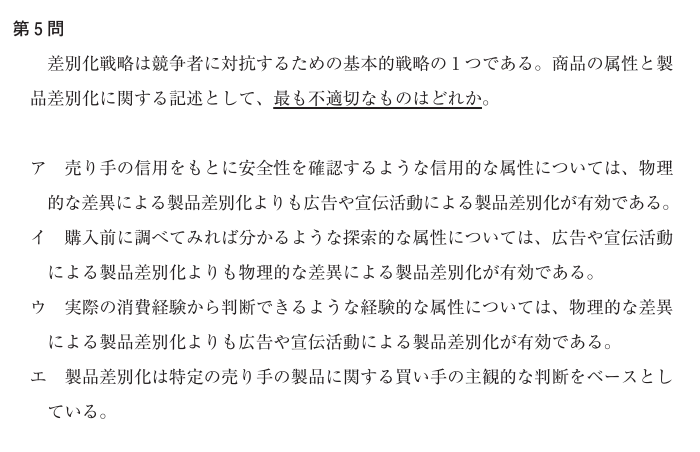 第5問
差別化戦略は競争者に対抗するための基本的戦略の1つである。商品の属性と製
品差別化に関する記述として、最も不適切なものはどれか。
ア 売り手の信用をもとに安全性を確認するような信用的な属性については、物理
的な差異による製品差別化よりも広告や宣伝活動による製品差別化が有効である。
イ 購入前に調べてみれば分かるような探索的な属性については、広告や宣伝活動
による製品差別化よりも物理的な差異による製品差別化が有効である。
ウ 実際の消費経験から判断できるような経験的な属性については、物理的な差異
による製品差別化よりも広告や宣伝活動による製品差別化が有効である。
エ 製品差別化は特定の売り手の製品に関する買い手の主観的な判断をベースとし
ている。